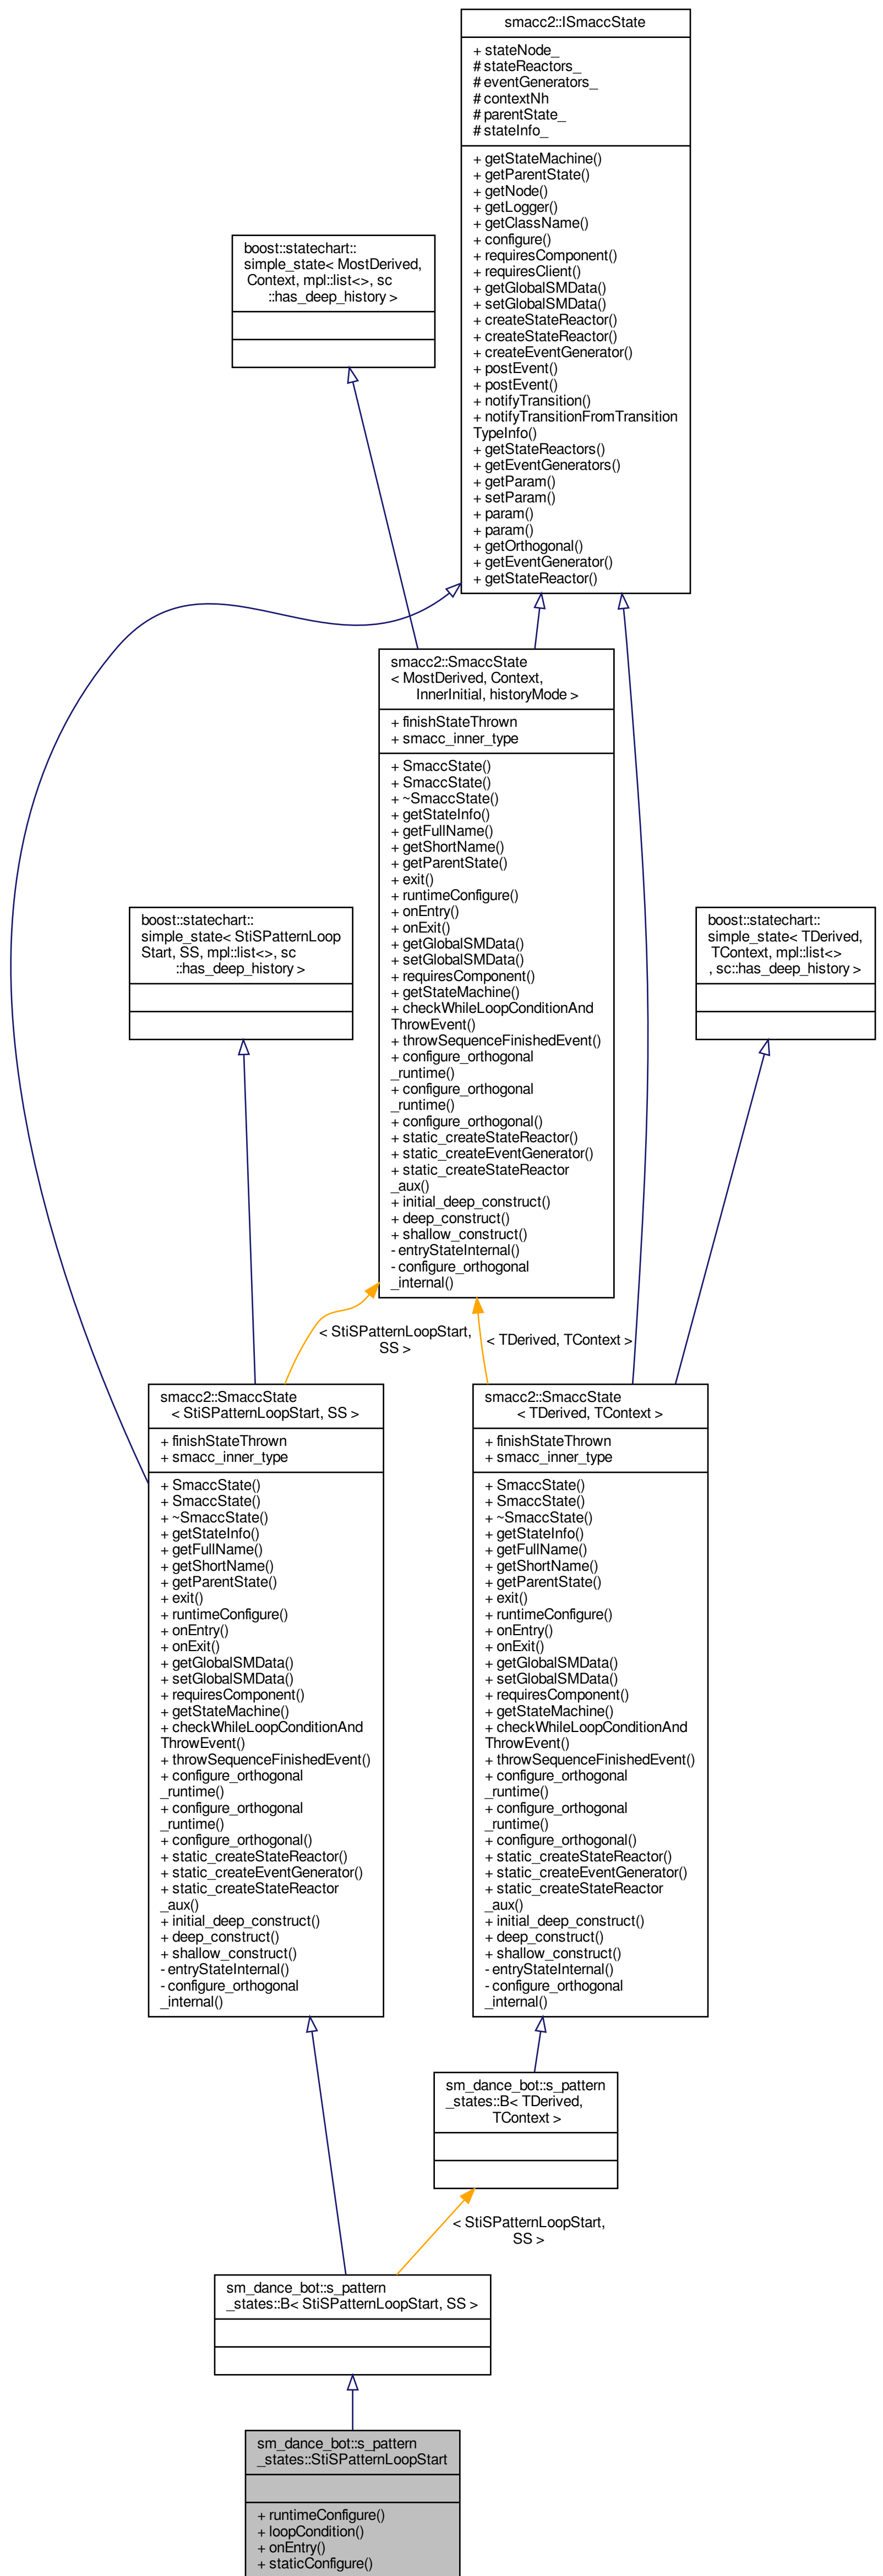 smacc2::ISmaccState
+ stateNode_
# stateReactors_
# eventGenerators_
# contextNh
# parentState_
# stateInfo_
+ getStateMachine()
+ getParentState()
+ getNode()
+ getLogger()
+ getClassName()
+ configure()
+ requiresComponent()
+ requiresClient()
+ getGlobalSMData()
+ setGlobalSMData()
+ createStateReactor()
+ createStateReactor()
+ createEventGenerator()
+ postEvent()
+ postEvent()
+ notifyTransition()
+ notifyTransitionFromTransition
TypeInfo()
+ getStateReactors()
+ getEventGenerators()
+ getParam()
+ setParam()
+ param()
+ param()
+ getOrthogonal()
+ getEventGenerator()
+ getStateReactor()
boost::statechart::
simple_state< MostDerived,
Context, mpl::list<>, sc
::has_deep_history >
smacc2::SmaccState
< MostDerived, Context,
InnerInitial, historyMode >
+ finishStateThrown
+ smacc_inner_type
+ SmaccState()
+ SmaccState()
+ ~SmaccState()
+ getStateInfo()
+ getFullName()
+ getShortName()
+ getParentState()
+ exit()
+ runtimeConfigure()
+ onEntry()
+ onExit()
+ getGlobalSMData()
+ setGlobalSMData()
+ requiresComponent()
+ getStateMachine()
+ checkWhileLoopConditionAnd
ThrowEvent()
+ throwSequenceFinishedEvent()
+ configure_orthogonal
_runtime()
+ configure_orthogonal
_runtime()
+ configure_orthogonal()
+ static_createStateReactor()
+ static_createEventGenerator()
+ static_createStateReactor
_aux()
+ initial_deep_construct()
+ deep_construct()
+ shallow_construct()
- entryStateInternal()
- configure_orthogonal
_internal()
boost::statechart::
simple_state< StiSPatternLoop
Start, SS, mpl::list<>, sc
::has_deep_history >
boost::statechart::
simple_state< TDerived,
TContext, mpl::list<>
, sc::has_deep_history >
< StiSPatternLoopStart,
SS >
< TDerived, TContext >
smacc2::SmaccState
< StiSPatternLoopStart, SS >
+ finishStateThrown
+ smacc_inner_type
+ SmaccState()
+ SmaccState()
+ ~SmaccState()
+ getStateInfo()
+ getFullName()
+ getShortName()
+ getParentState()
+ exit()
+ runtimeConfigure()
+ onEntry()
+ onExit()
+ getGlobalSMData()
+ setGlobalSMData()
+ requiresComponent()
+ getStateMachine()
+ checkWhileLoopConditionAnd
ThrowEvent()
+ throwSequenceFinishedEvent()
+ configure_orthogonal
_runtime()
+ configure_orthogonal
_runtime()
+ configure_orthogonal()
+ static_createStateReactor()
+ static_createEventGenerator()
+ static_createStateReactor
_aux()
+ initial_deep_construct()
+ deep_construct()
+ shallow_construct()
- entryStateInternal()
- configure_orthogonal
_internal()
smacc2::SmaccState
< TDerived, TContext >
+ finishStateThrown
+ smacc_inner_type
+ SmaccState()
+ SmaccState()
+ ~SmaccState()
+ getStateInfo()
+ getFullName()
+ getShortName()
+ getParentState()
+ exit()
+ runtimeConfigure()
+ onEntry()
+ onExit()
+ getGlobalSMData()
+ setGlobalSMData()
+ requiresComponent()
+ getStateMachine()
+ checkWhileLoopConditionAnd
ThrowEvent()
+ throwSequenceFinishedEvent()
+ configure_orthogonal
_runtime()
+ configure_orthogonal
_runtime()
+ configure_orthogonal()
+ static_createStateReactor()
+ static_createEventGenerator()
+ static_createStateReactor
_aux()
+ initial_deep_construct()
+ deep_construct()
+ shallow_construct()
- entryStateInternal()
- configure_orthogonal
_internal()
sm_dance_bot::s_pattern
_states::B< TDerived,
TContext >
< StiSPatternLoopStart,
SS >
sm_dance_bot::s_pattern
_states::B< StiSPatternLoopStart, SS >
sm_dance_bot::s_pattern
_states::StiSPatternLoopStart
+ runtimeConfigure()
+ loopCondition()
+ onEntry()
+ staticConfigure()